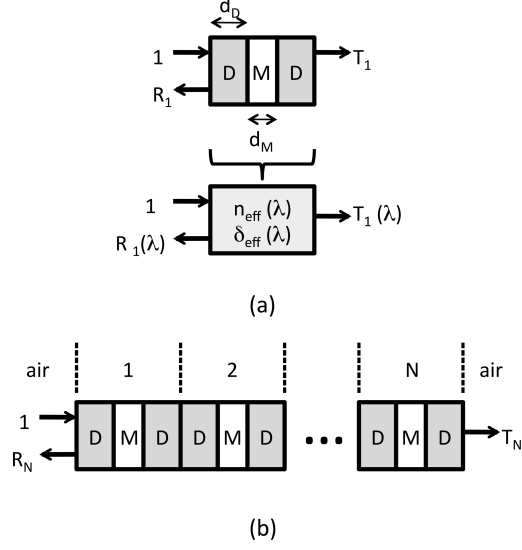 d_D
1 D M D T_1
R_1
d_M
1 n_eff (λ) T_1 (λ)
R_1(λ) δ_eff (λ)
(a)
air 1 2 N air
1 D M D D M D ••• D M D T_N
R_N
(b)